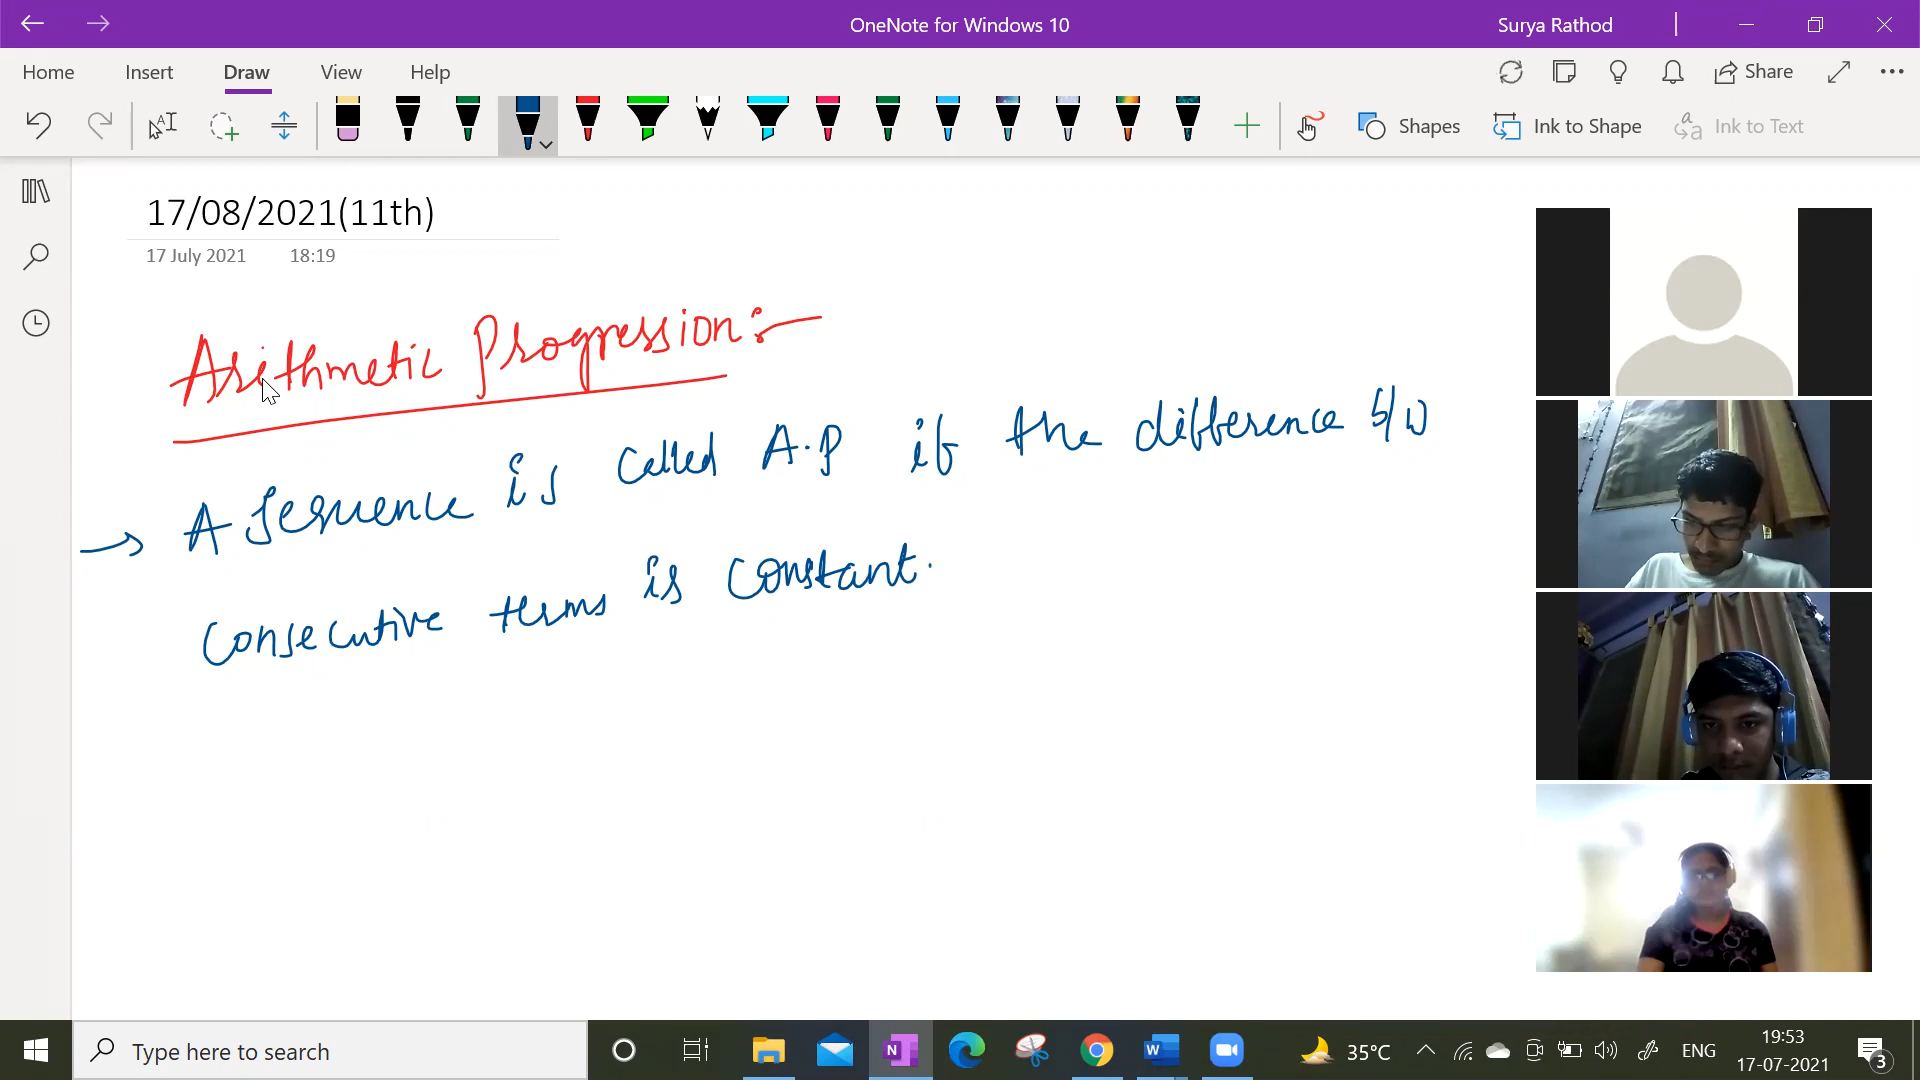 OneNote for Windows 10
Surya Rathod
Home Insert Draw View Help
Share
Shapes Ink to Shape Ink to Text
17/08/2021(11th)
17 July 2021 18:19
Arithmetic Progression:-
→ A sequence is called A.P if the difference b/w
consecutive terms is constant.
Type here to search
35°C
ENG
19:53
17-07-2021
3